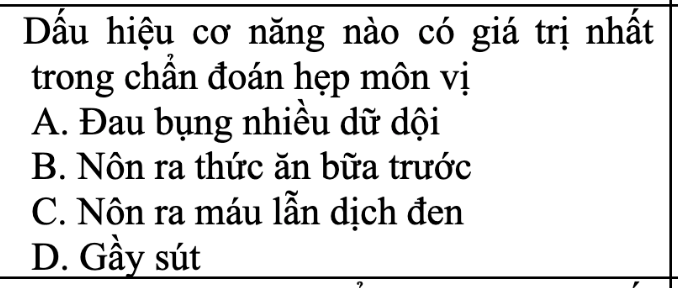 Dấu hiệu cơ năng nào có giá trị nhất
trong chẩn đoán hẹp môn vị
A. Đau bụng nhiều dữ dội
B. Nôn ra thức ăn bữa trước
C. Nôn ra máu lẫn dịch đen
D. Gầy sút